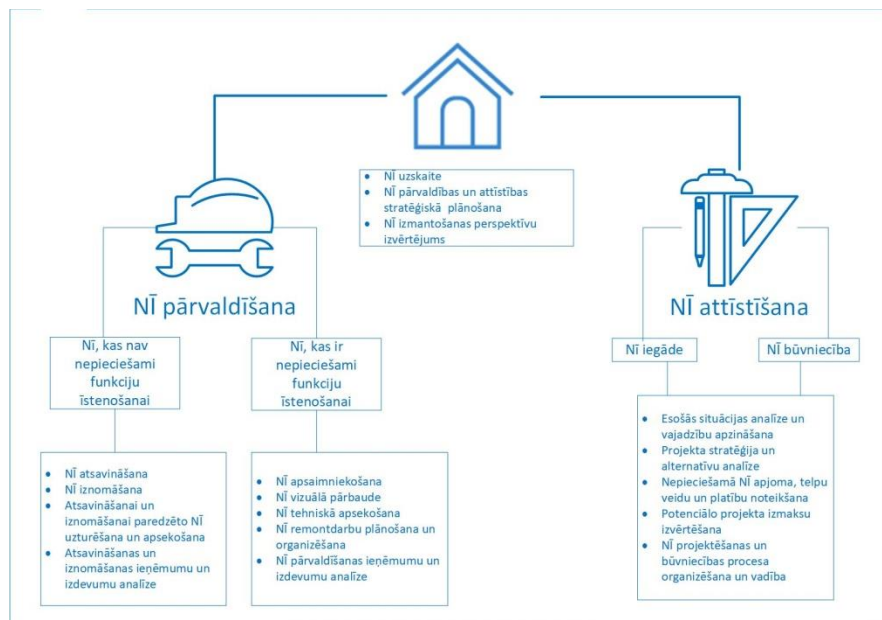 NĪ uzskaite
NĪ pārvaldības un attīstības
stratēģiskā plānošana
NĪ izmantošanas perspektīvu
izvērtējums
NĪ pārvaldīšana
NĪ attīstīšana
Nī, kas nav
nepieciešami
funkciju
īstenošanai
Nī, kas ir
nepieciešami
funkciju
īstenošanai
Nī iegāde
NĪ būvniecība
NĪ atsavināšana
NĪ iznomāšana
Atsavināšanai un
iznomāšanai paredzēto NĪ
uzturēšana un apsekošana
Atsavināšanas un
iznomāšanas ieņēmumu un
izdevumu analīze
NĪ apsaimniekošana
NĪ vizuālā pārbaude
NĪ tehniskā apsekošana
NĪ remontdarbu plānošana un
organizēšana
NĪ pārvaldīšanas ieņēmumu un
izdevumu analīze
Esošās situācijas analīze un
vajadzību apzināšana
Projekta stratēģija un
alternatīvu analīze
Nepieciešamā NĪ apjoma, telpu
veidu un platību noteikšana
Potenciālo projekta izmaksu
izvērtēšana
NĪ projektēšanas un
būvniecības procesa
organizēšana un vadība